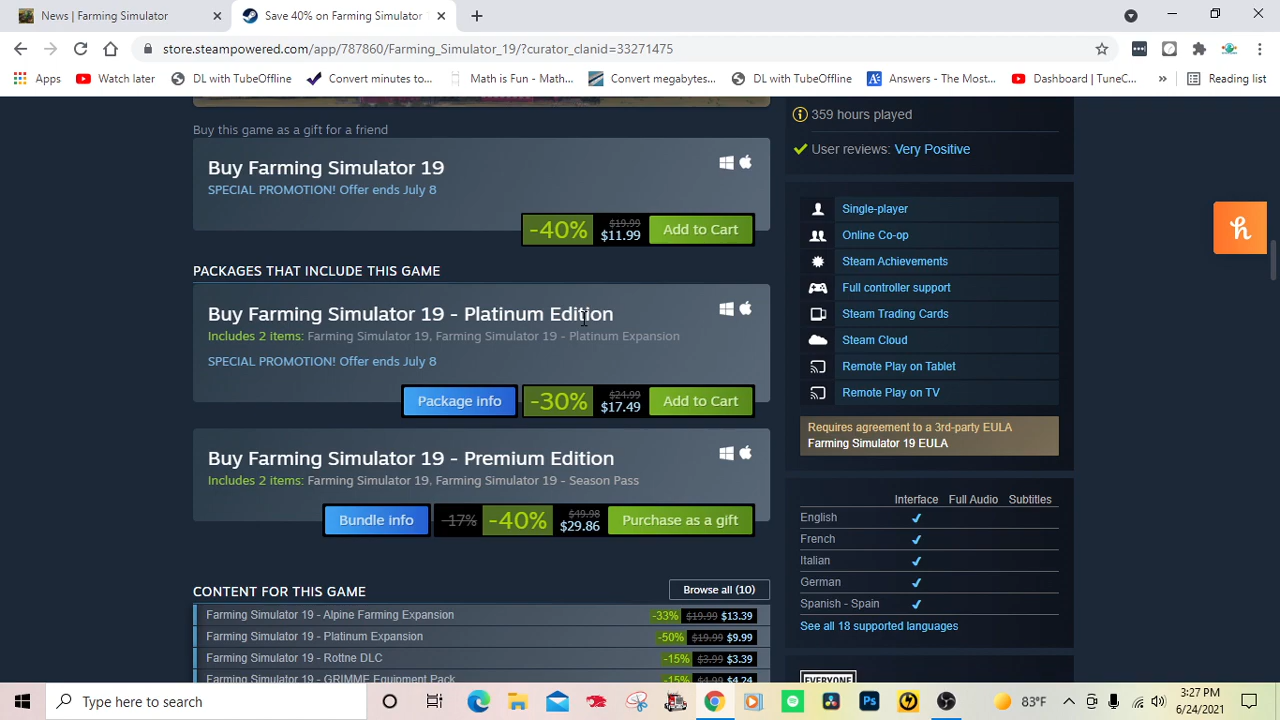 News | Farming Simulator
Save 40% on Farming Simulator
store.steampowered.com/app/787860/Farming_Simulator_19/?curator_clanid=33271475
Apps
Watch later
DL with TubeOffline
Convert minutes to...
Math is Fun - Math...
Convert megabytes...
DL with TubeOffline
Answers - The Most...
Dashboard | TuneC...
»
Reading list
Buy this game as a gift for a friend
Buy Farming Simulator 19
SPECIAL PROMOTION! Offer ends July 8
-40%
$19.99
$11.99
Add to Cart
PACKAGES THAT INCLUDE THIS GAME
Buy Farming Simulator 19 - Platinum Edition
Includes 2 items: Farming Simulator 19, Farming Simulator 19 - Platinum Expansion
SPECIAL PROMOTION! Offer ends July 8
Package info
-30%
$24.99
$17.49
Add to Cart
Buy Farming Simulator 19 - Premium Edition
Includes 2 items: Farming Simulator 19, Farming Simulator 19 - Season Pass
Bundle info
-17%
-40%
$49.98
$29.86
Purchase as a gift
CONTENT FOR THIS GAME
Browse all (10)
Farming Simulator 19 - Alpine Farming Expansion -33% $19.99 $13.39
Farming Simulator 19 - Platinum Expansion -50% $19.99 $9.99
Farming Simulator 19 - Rottne DLC -15% $3.99 $3.39
Farming Simulator 19 - GRIMME Equipment Pack -15% $4.99 $4.24
359 hours played
User reviews: Very Positive
Single-player
Online Co-op
Steam Achievements
Full controller support
Steam Trading Cards
Steam Cloud
Remote Play on Tablet
Remote Play on TV
Requires agreement to a 3rd-party EULA
Farming Simulator 19 EULA
Interface Full Audio Subtitles
English
French
Italian
German
Spanish - Spain
See all 18 supported languages
EVERYONE
Type here to search
83°F
3:27 PM
6/24/2021